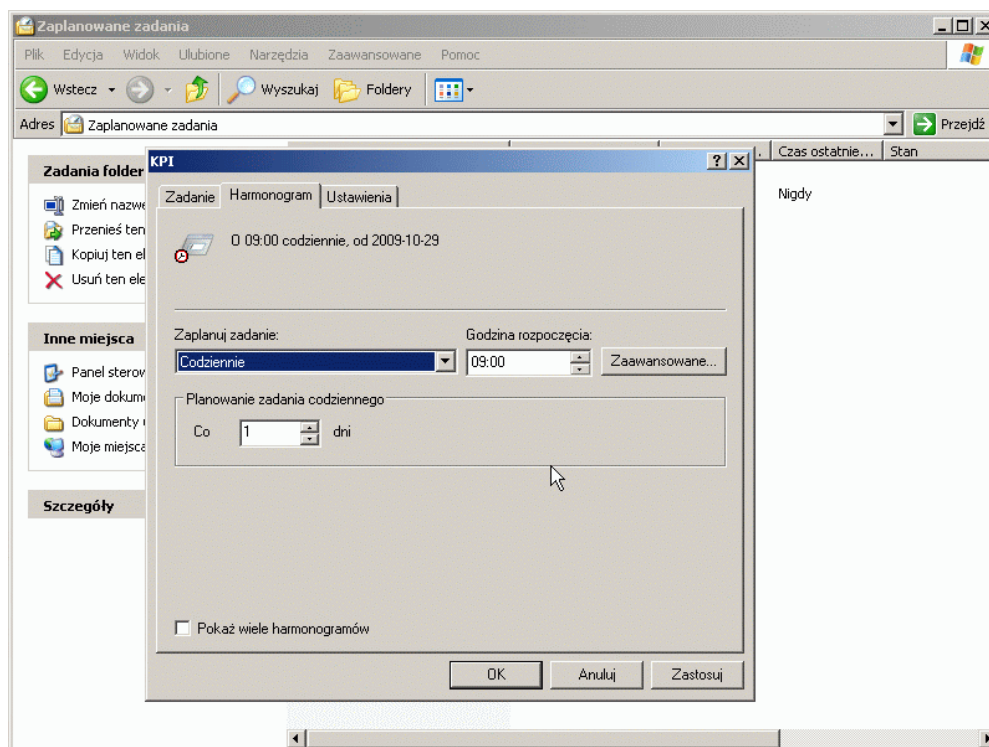 Zaplanowane zadania
Plik Edycja Widok Ulubione Narzędzia Zaawansowane Pomoc
Wstecz Wyszukaj Foldery
Adres Zaplanowane zadania Przejdź
Czas ostatnie... Stan
Nigdy
Zadania folder
Zmień nazwę
Przenieś ten
Kopiuj ten el
Usuń ten ele
Inne miejsca
Panel sterow
Moje dokum
Dokumenty
Moje miejsca
Szczegóły
KPI
Zadanie Harmonogram Ustawienia
O 09:00 codziennie, od 2009-10-29
Zaplanuj zadanie: Godzina rozpoczęcia:
Codziennie 09:00 Zaawansowane...
Planowanie zadania codziennego
Co 1 dni
Pokaż wiele harmonogramów
OK Anuluj Zastosuj